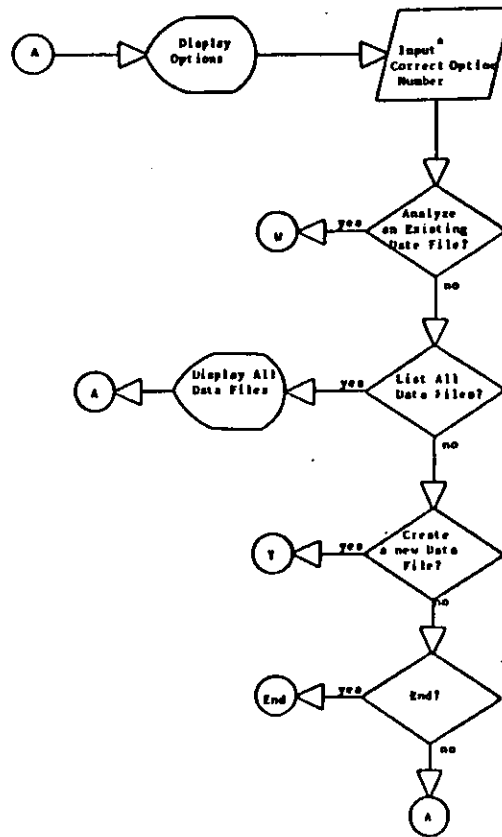 A
Display
Options
Input
Correct Option
Number
Analyze
an Existing
Date File?
yes
W
no
List All
Data Files?
yes
Display All
Data Files
A
no
Create
a new Data
File?
yes
Y
no
End?
yes
End
no
A